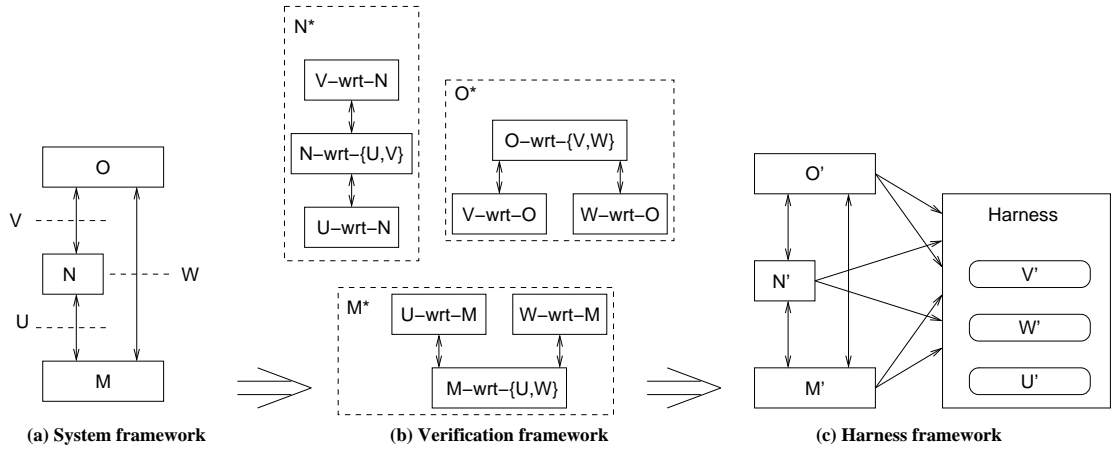 O
V
N
W
U
M
(a) System framework
N*
V–wrt–N
N–wrt–{U,V}
U–wrt–N
O*
O–wrt–{V,W}
V–wrt–O
W–wrt–O
M*
U–wrt–M
W–wrt–M
M–wrt–{U,W}
(b) Verification framework
O’
N’
M’
Harness
V’
W’
U’
(c) Harness framework